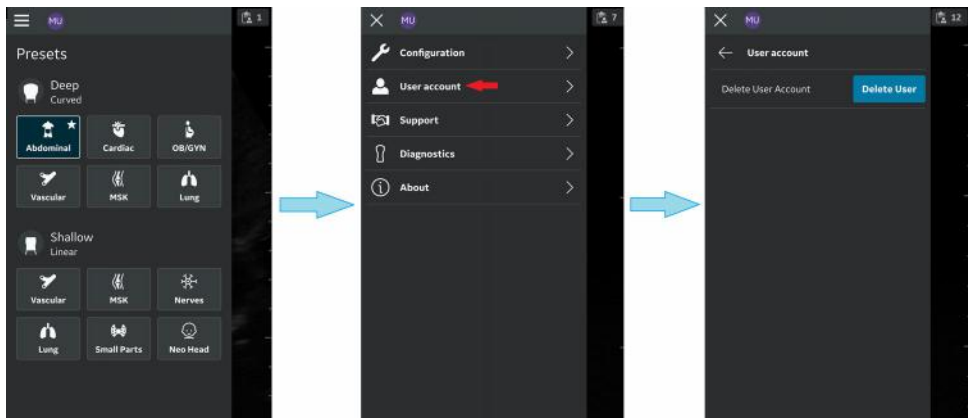 MU
1
Presets
Deep
Curved
Abdominal
Cardiac
OB/GYN
Vascular
MSK
Lung
Shallow
Linear
Vascular
MSK
Nerves
Lung
Small Parts
Neo Head
MU
7
Configuration
User account
Support
Diagnostics
About
MU
12
User account
Delete User Account
Delete User